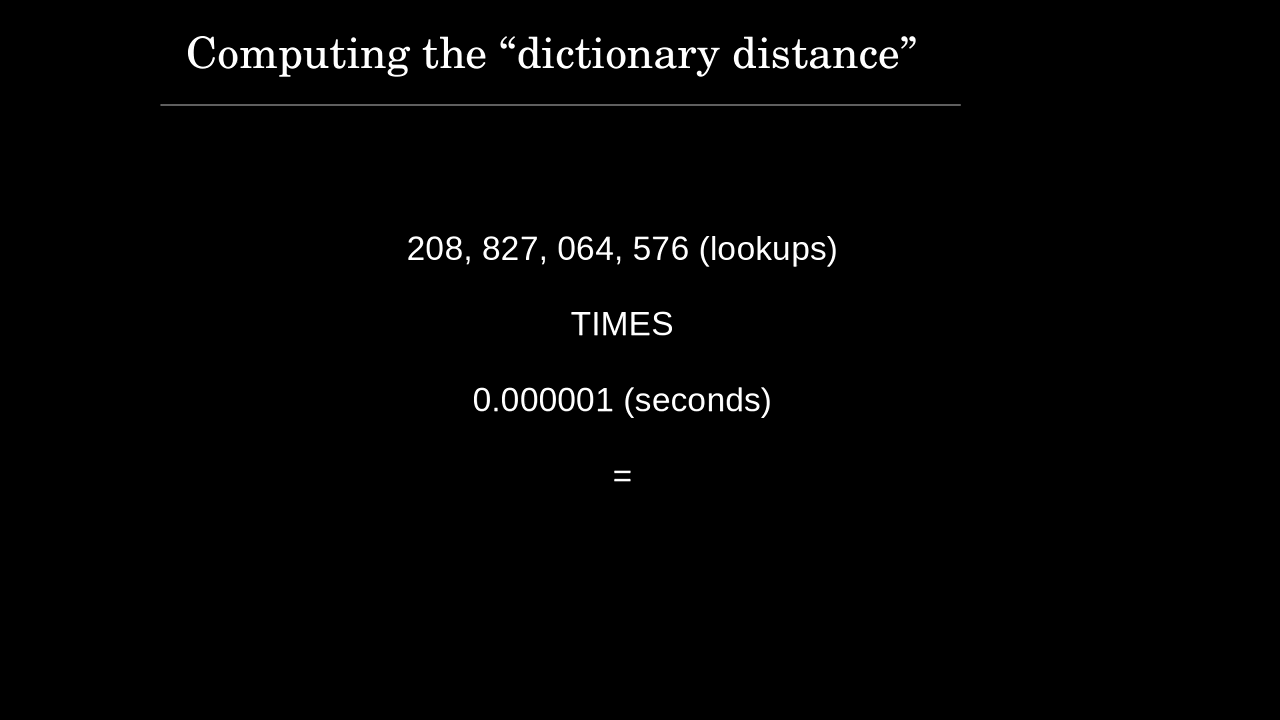 Computing the “dictionary distance”
208, 827, 064, 576 (lookups)
TIMES
0.000001 (seconds)
=